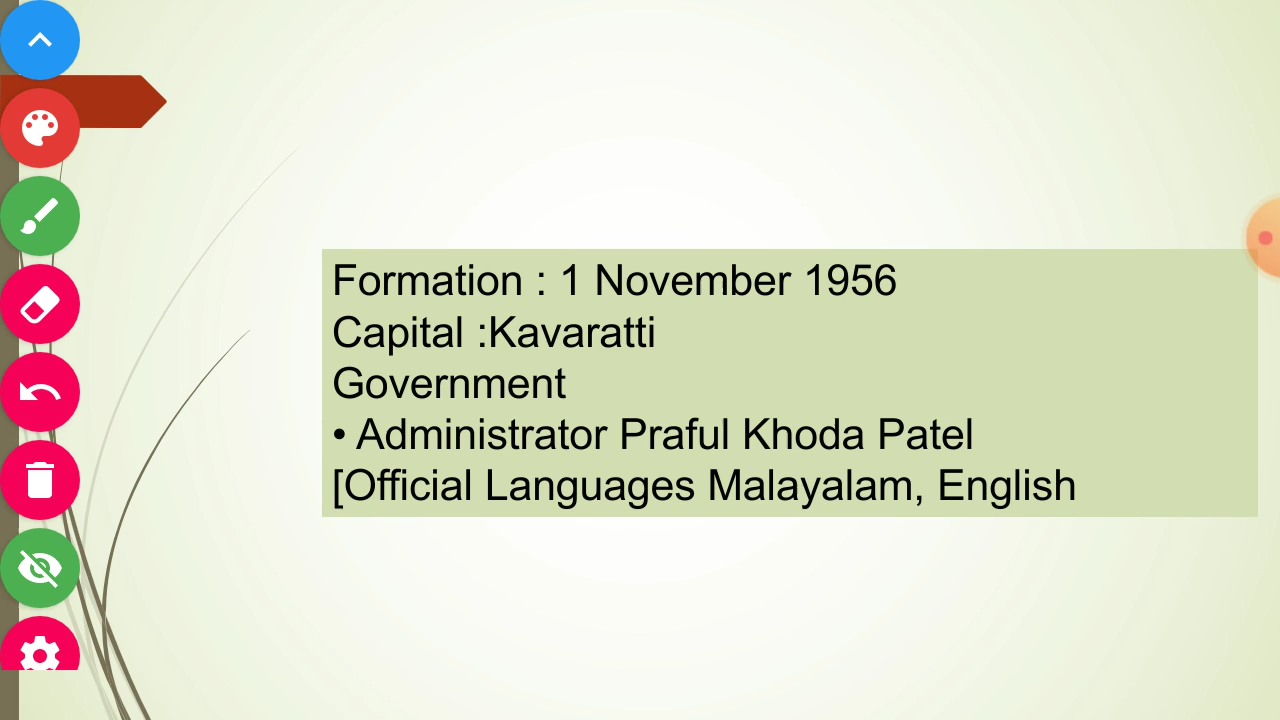 Formation : 1 November 1956
Capital :Kavaratti
Government
• Administrator Praful Khoda Patel
[Official Languages Malayalam, English